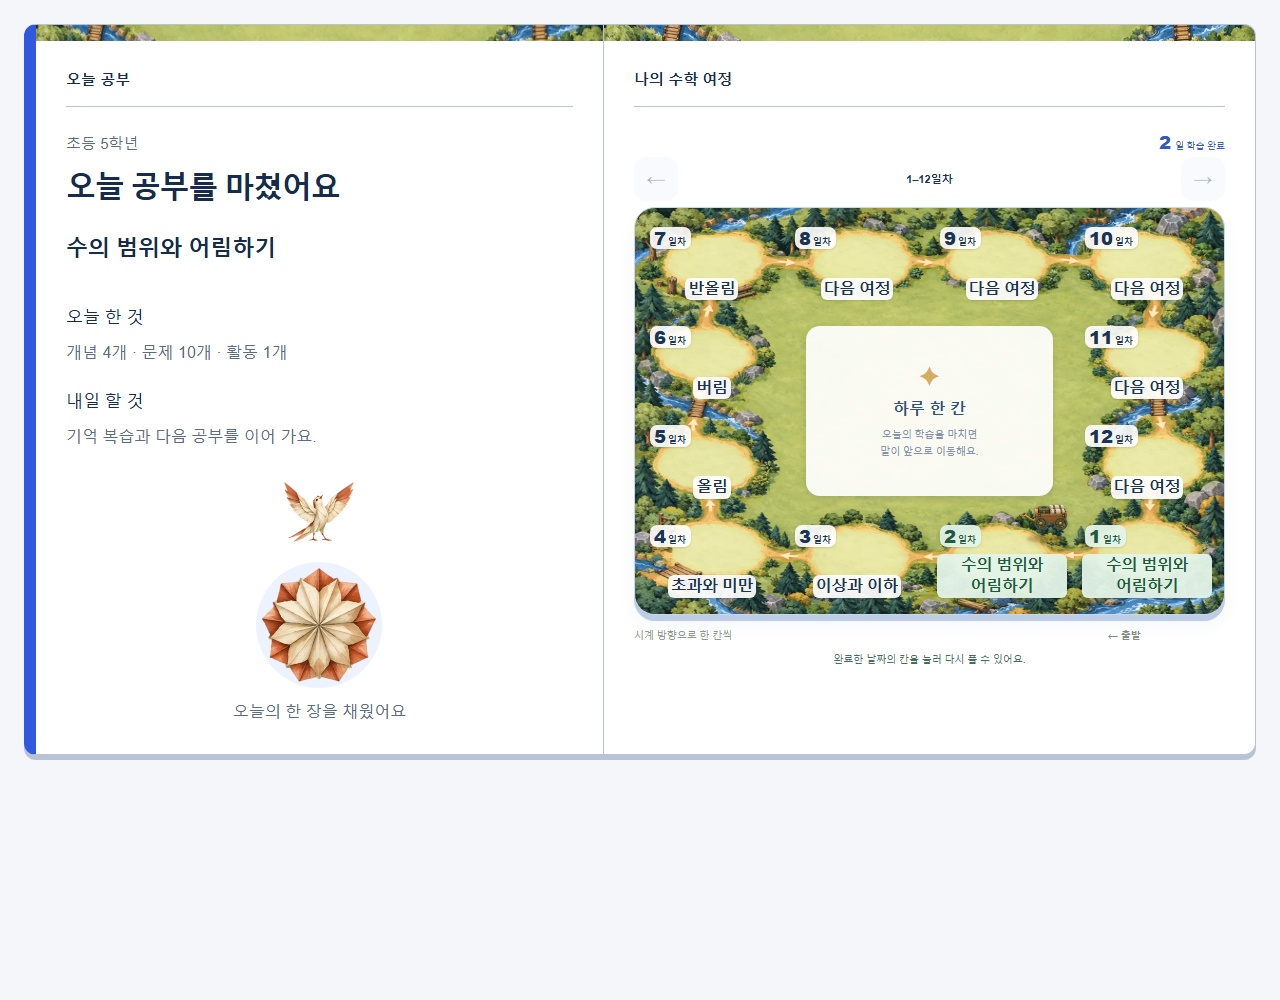 오늘 공부
초등 5학년
오늘 공부를 마쳤어요
수의 범위와 어림하기
오늘 한 것
개념 4개 · 문제 10개 · 활동 1개
내일 할 것
기억 복습과 다음 공부를 이어 가요.
오늘의 한 장을 채웠어요
나의 수학 여정
2 일 학습 완료
← 1–12일차 →
7 일차
반올림
8 일차
다음 여정
9 일차
다음 여정
10 일차
다음 여정
6 일차
버림
11 일차
다음 여정
✦
하루 한 칸
오늘의 학습을 마치면
말이 앞으로 이동해요.
5 일차
올림
12 일차
다음 여정
4 일차
초과와 미만
3 일차
이상과 이하
2 일차
수의 범위와
어림하기
1 일차
수의 범위와
어림하기
시계 방향으로 한 칸씩
← 출발
완료한 날짜의 칸을 눌러 다시 풀 수 있어요.